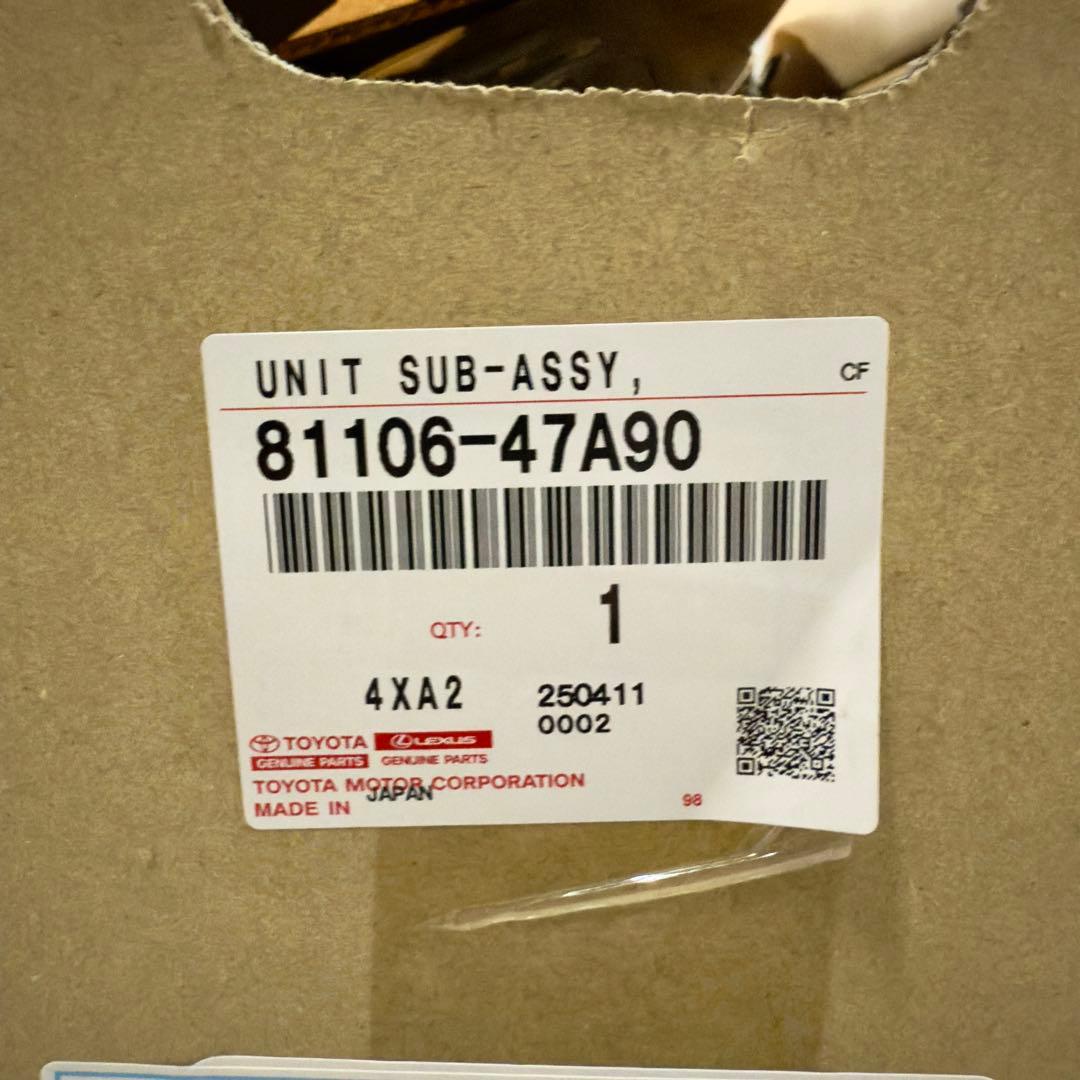 UNIT SUB-ASSY,
CF
81106-47A90
QTY: 1
4XA2
250411
0002
TOYOTA LEXUS
GENUINE PARTS GENUINE PARTS
TOYOTA MOTOR CORPORATION
MADE IN JAPAN
98